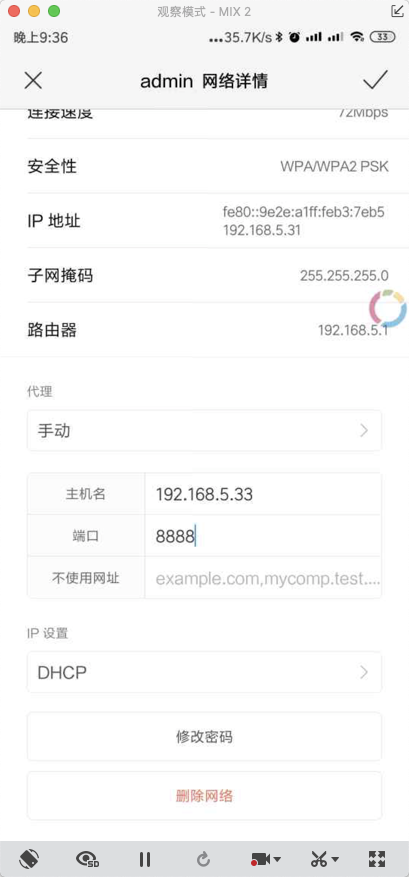 观察模式 - MIX 2
晚上9:36
...35.7K/s
33
admin 网络详情
连接速度
72Mbps
安全性
WPA/WPA2 PSK
IP 地址
fe80::9e2e:a1ff:feb3:7eb5
192.168.5.31
子网掩码
255.255.255.0
路由器
192.168.5.1
代理
手动
主机名
192.168.5.33
端口
8888
不使用网址
example.com,mycomp.test....
IP 设置
DHCP
修改密码
删除网络
SD